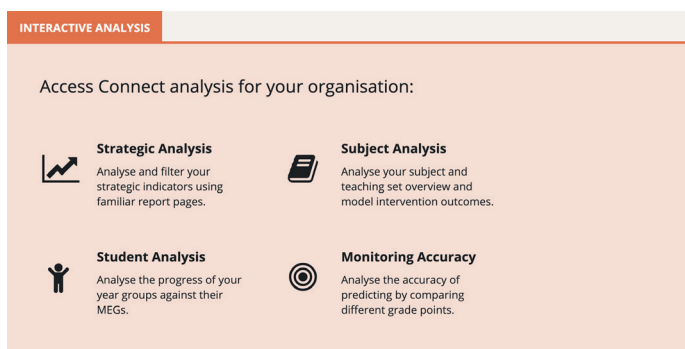 INTERACTIVE ANALYSIS
Access Connect analysis for your organisation:
Strategic Analysis
Analyse and filter your
strategic indicators using
familiar report pages.
Subject Analysis
Analyse your subject and
teaching set overview and
model intervention outcomes.
Student Analysis
Analyse the progress of your
year groups against their
MEGs.
Monitoring Accuracy
Analyse the accuracy of
predicting by comparing
different grade points.